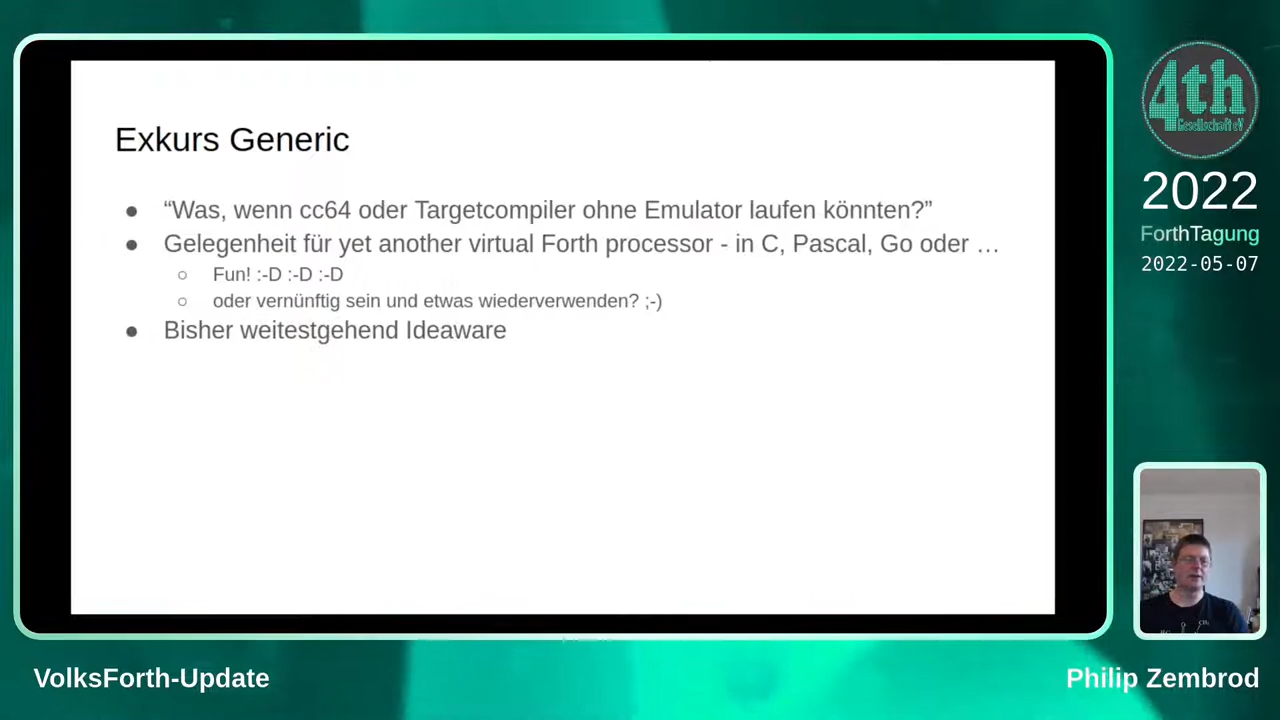 Exkurs Generic
“Was, wenn cc64 oder Targetcompiler ohne Emulator laufen könnten?”
Gelegenheit für yet another virtual Forth processor - in C, Pascal, Go oder …
Fun! :-D :-D :-D
oder vernünftig sein und etwas wiederverwenden? ;-)
Bisher weitestgehend Ideaware
4th
Gesellschaft eV
2022
ForthTagung
2022-05-07
VolksForth-Update
Philip Zembrod